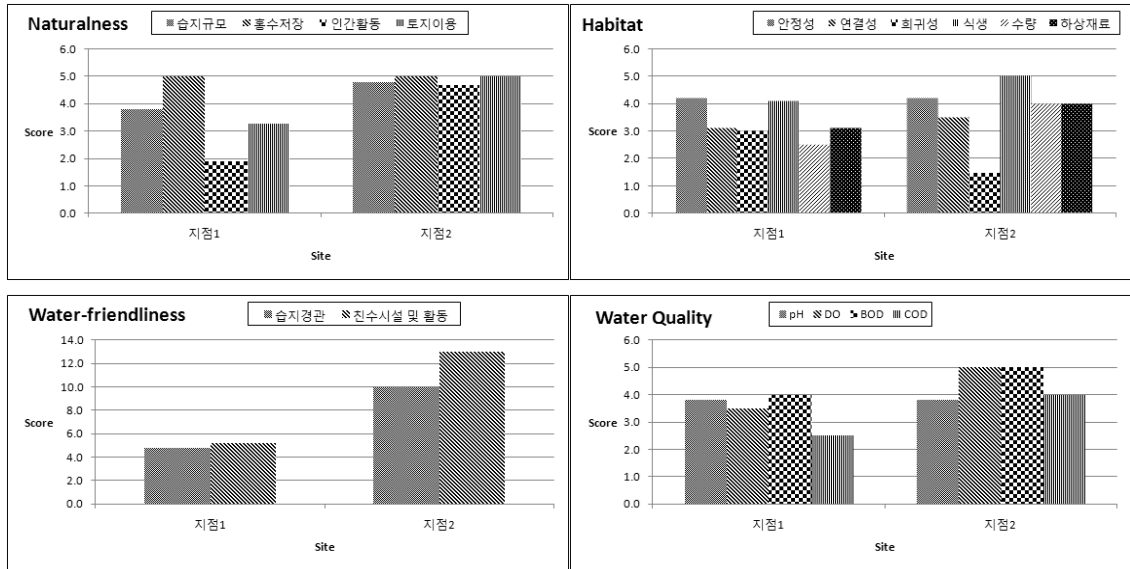 Naturalness
습지규모 홍수저장 인간활동 토지이용
6.0
5.0
4.0
Score
3.0
2.0
1.0
0.0
지점1 지점2
Site
Habitat
안정성 연결성 희귀성 식생 수량 하상재료
6.0
5.0
4.0
Score
3.0
2.0
1.0
0.0
지점1 지점2
Site
Water-friendliness
습지경관 친수시설 및 활동
14.0
12.0
10.0
8.0
Score
6.0
4.0
2.0
0.0
지점1 지점2
Site
Water Quality
pH DO BOD COD
6.0
5.0
4.0
Score
3.0
2.0
1.0
0.0
지점1 지점2
Site